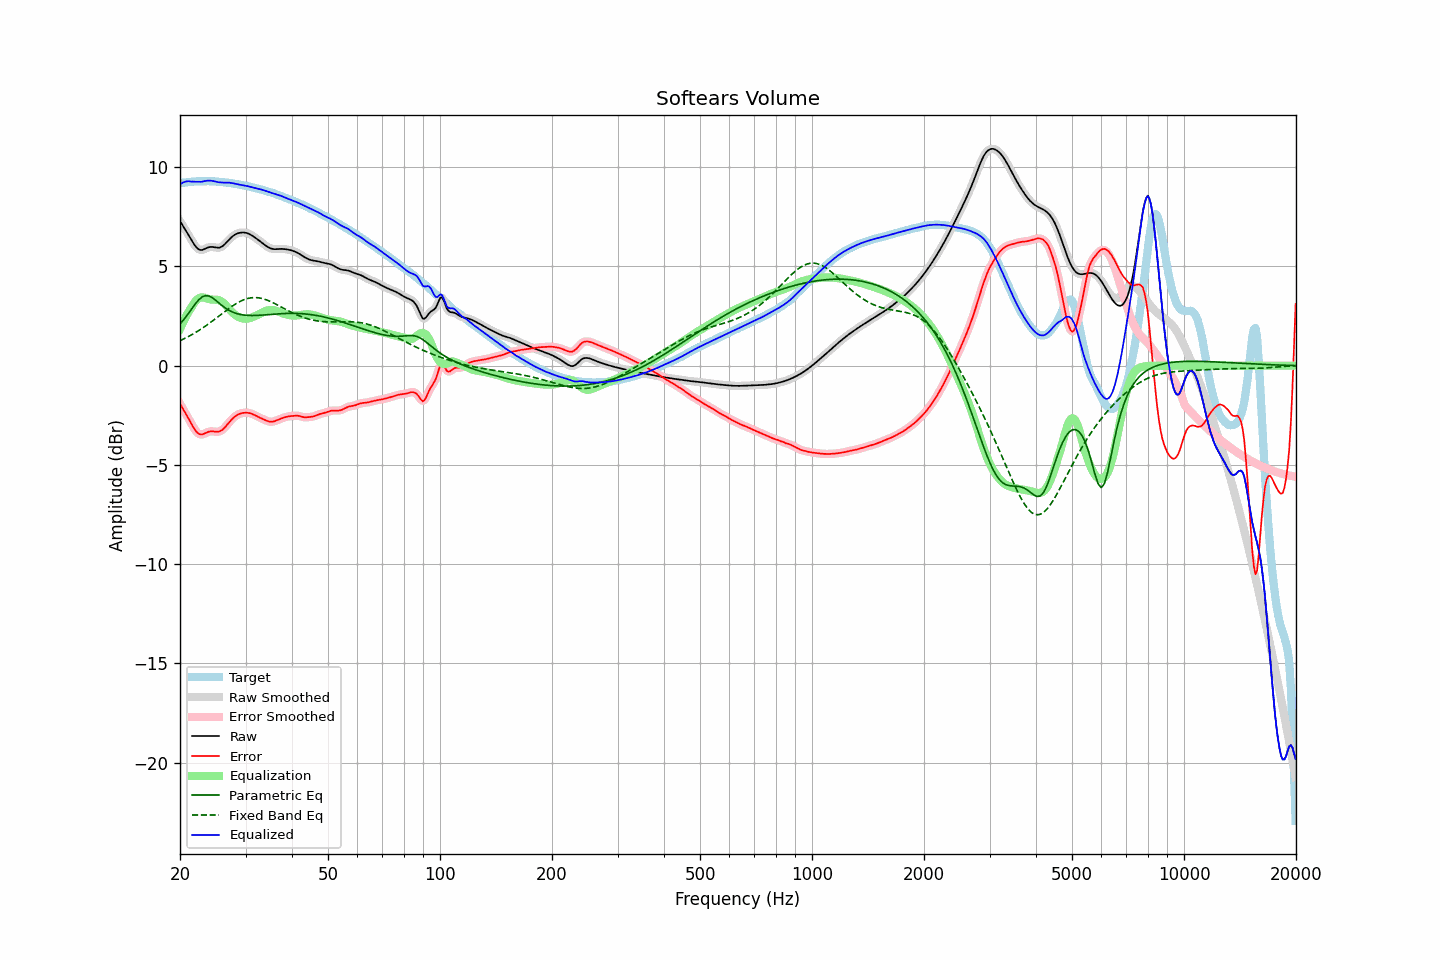 Softears Volume
10
5
0
−5
−10
−15
−20
Amplitude (dBr)
Target
Raw Smoothed
Error Smoothed
Raw
Error
Equalization
Parametric Eq
Fixed Band Eq
Equalized
20 50 100 200 500 1000 2000 5000 10000 20000
Frequency (Hz)